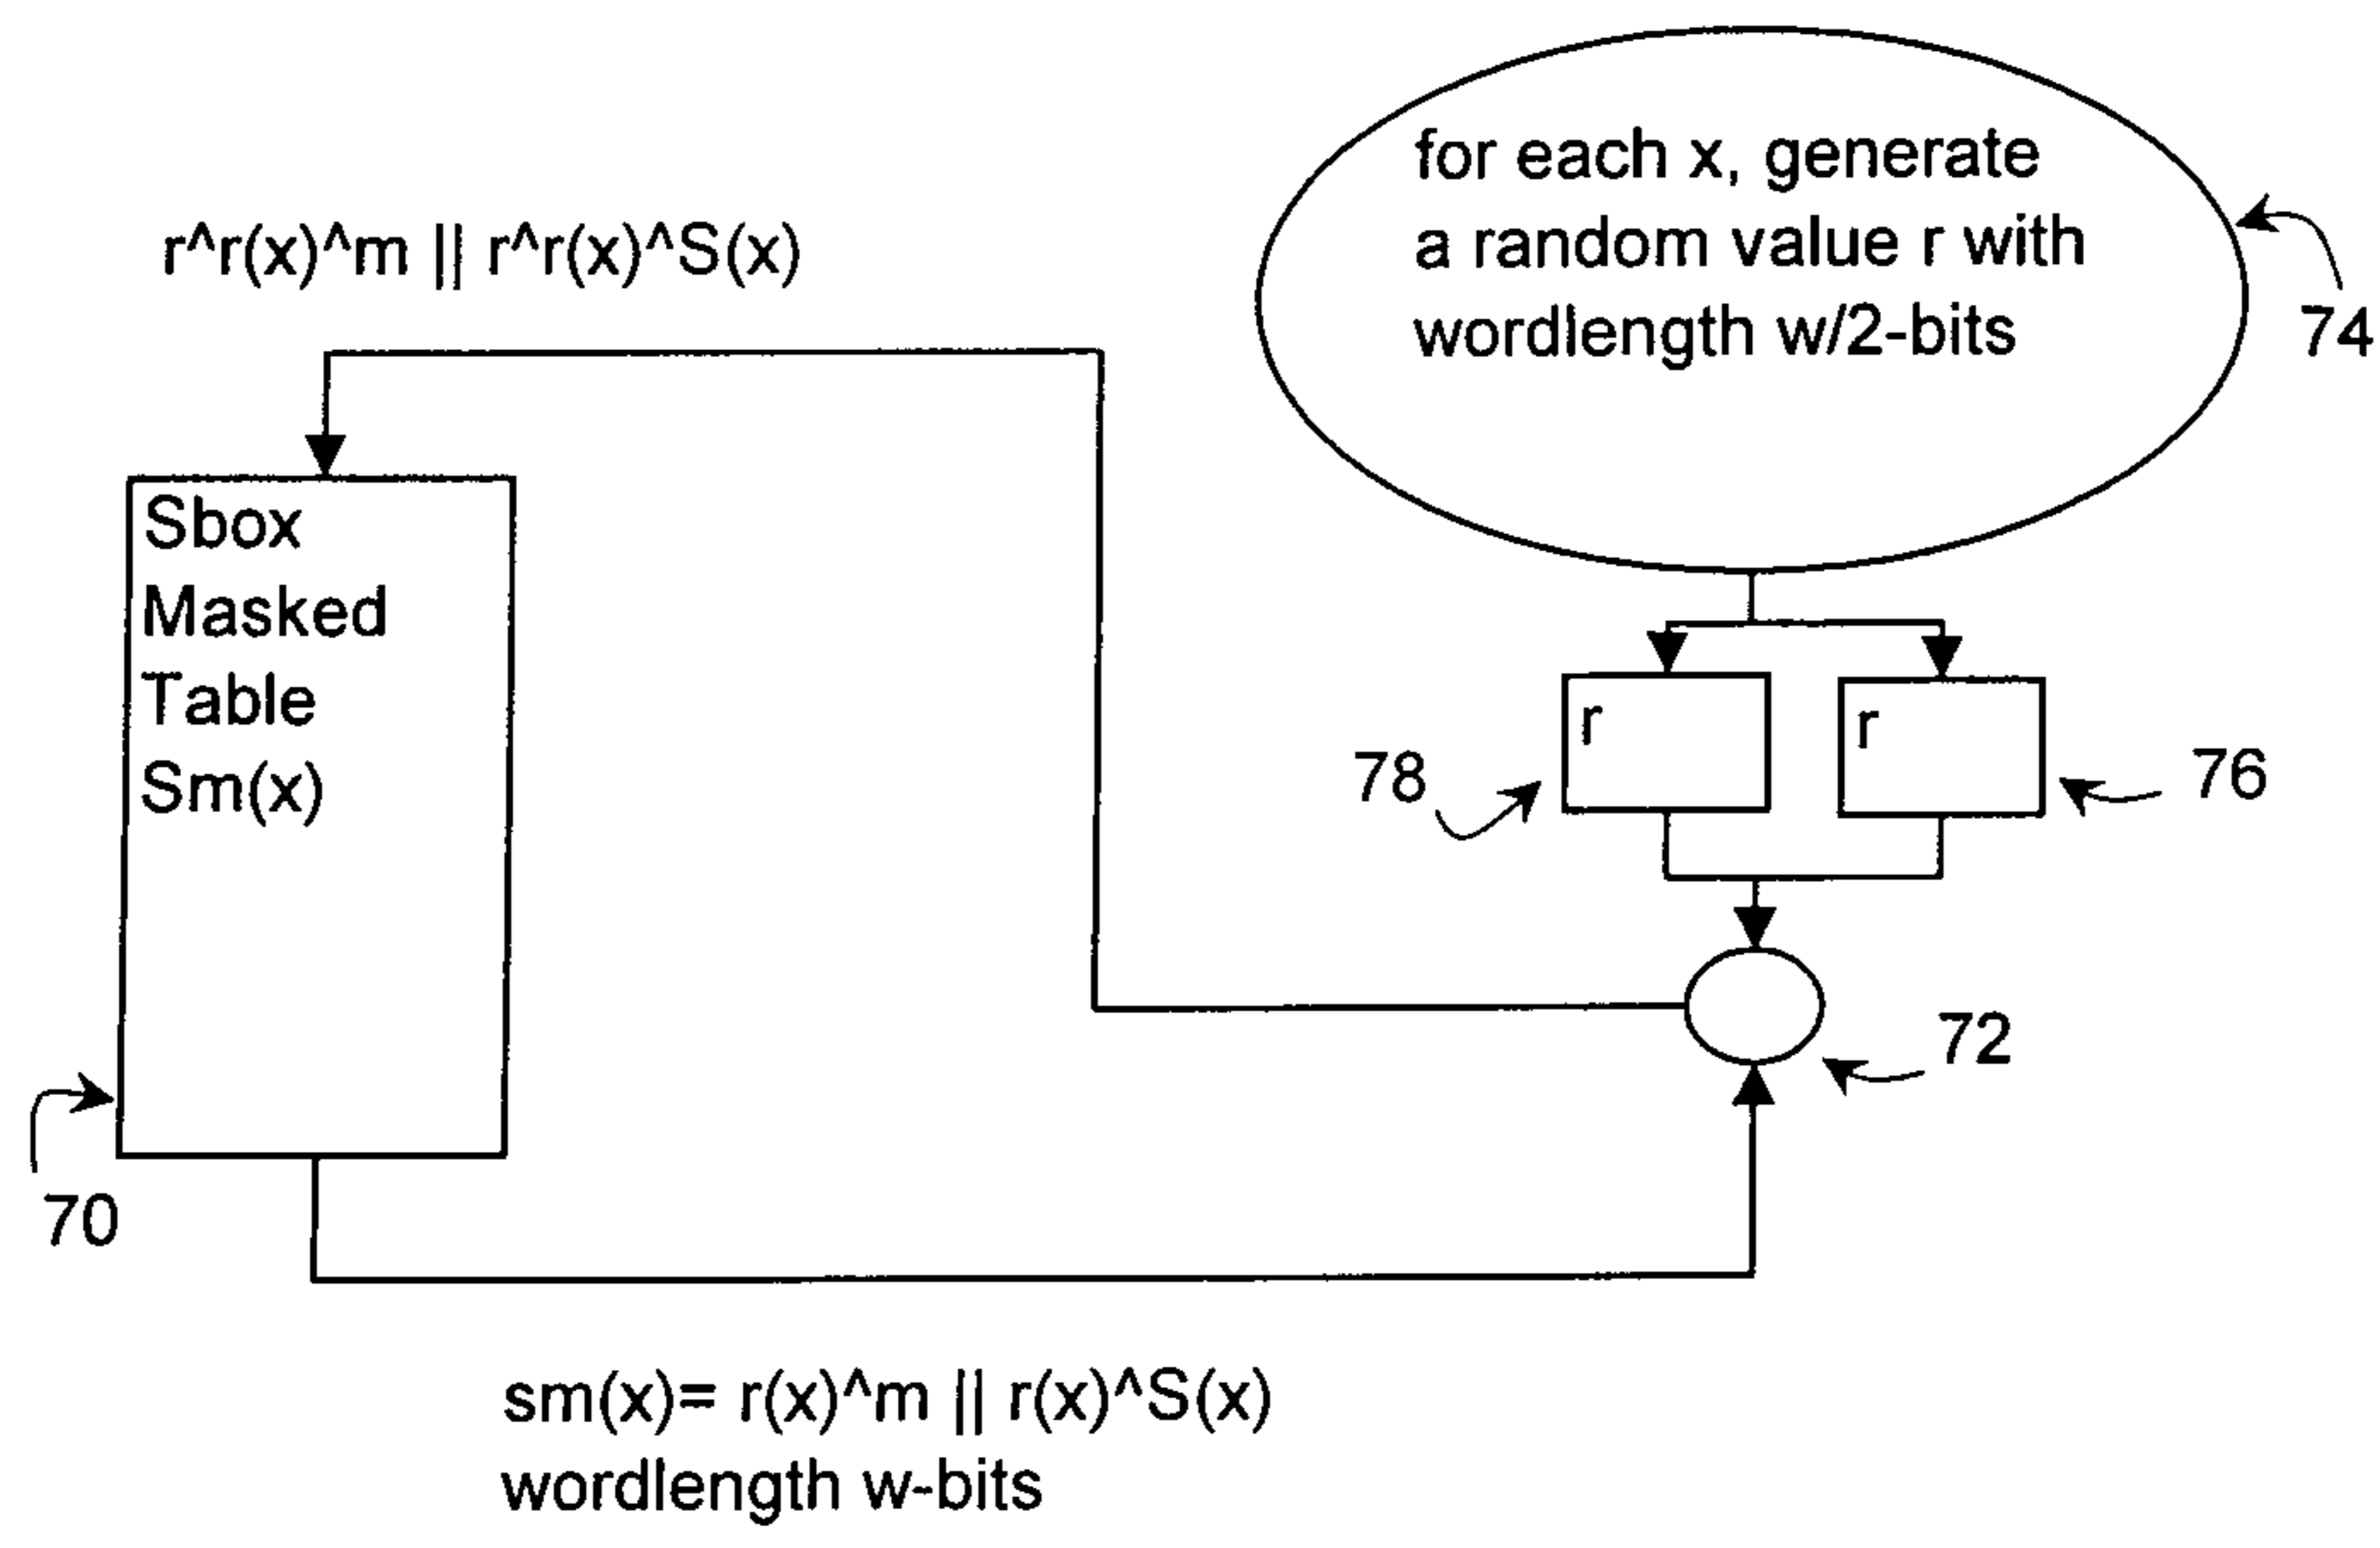 for each x, generate
a random value r with
wordlength w/2-bits
74
r^r(x)^m || r^r(x)^S(x)
Sbox
Masked
Table
Sm(x)
r
r
78
76
72
70
sm(x)= r(x)^m || r(x)^S(x)
wordlength w-bits